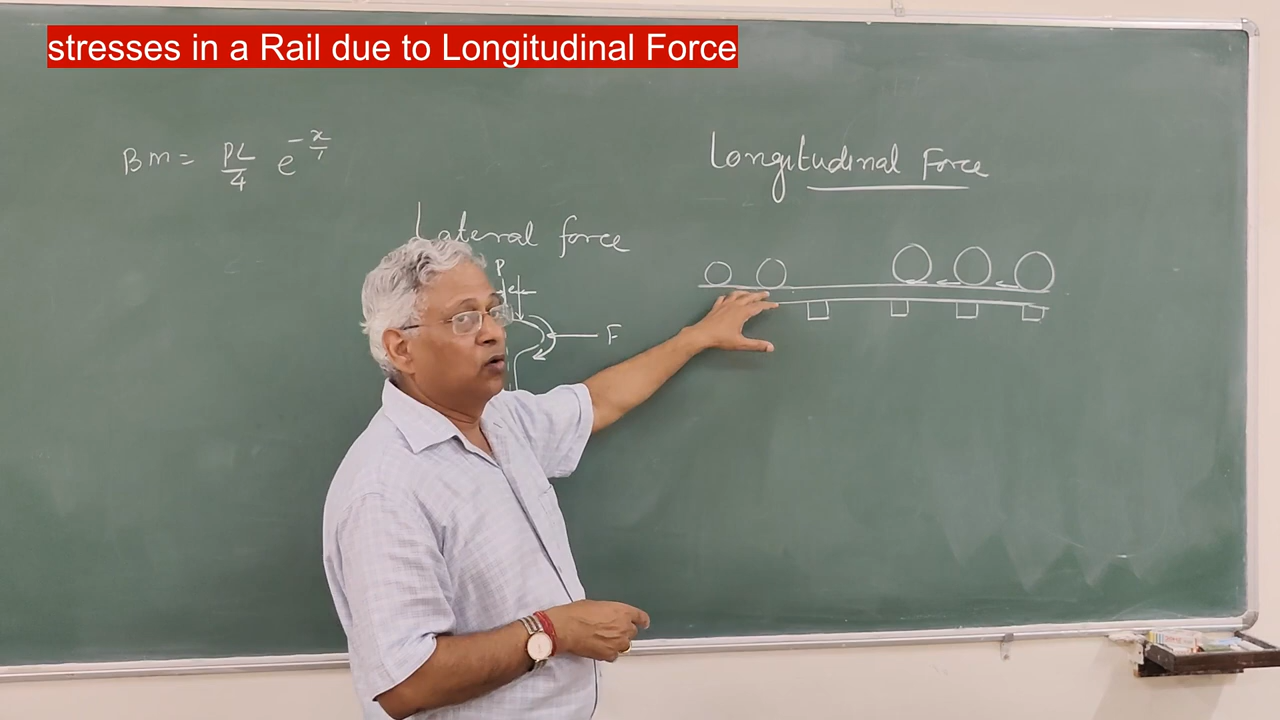 stresses in a Rail due to Longitudinal Force
BM = PL/4 e^-x/l
Longitudinal Force
Lateral force
P
e
F